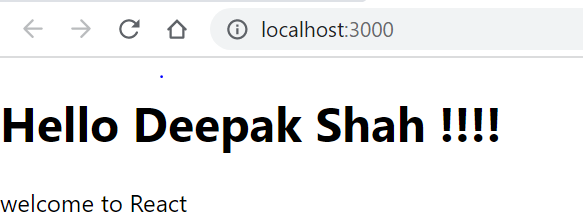 localhost:3000
Hello Deepak Shah !!!!
welcome to React